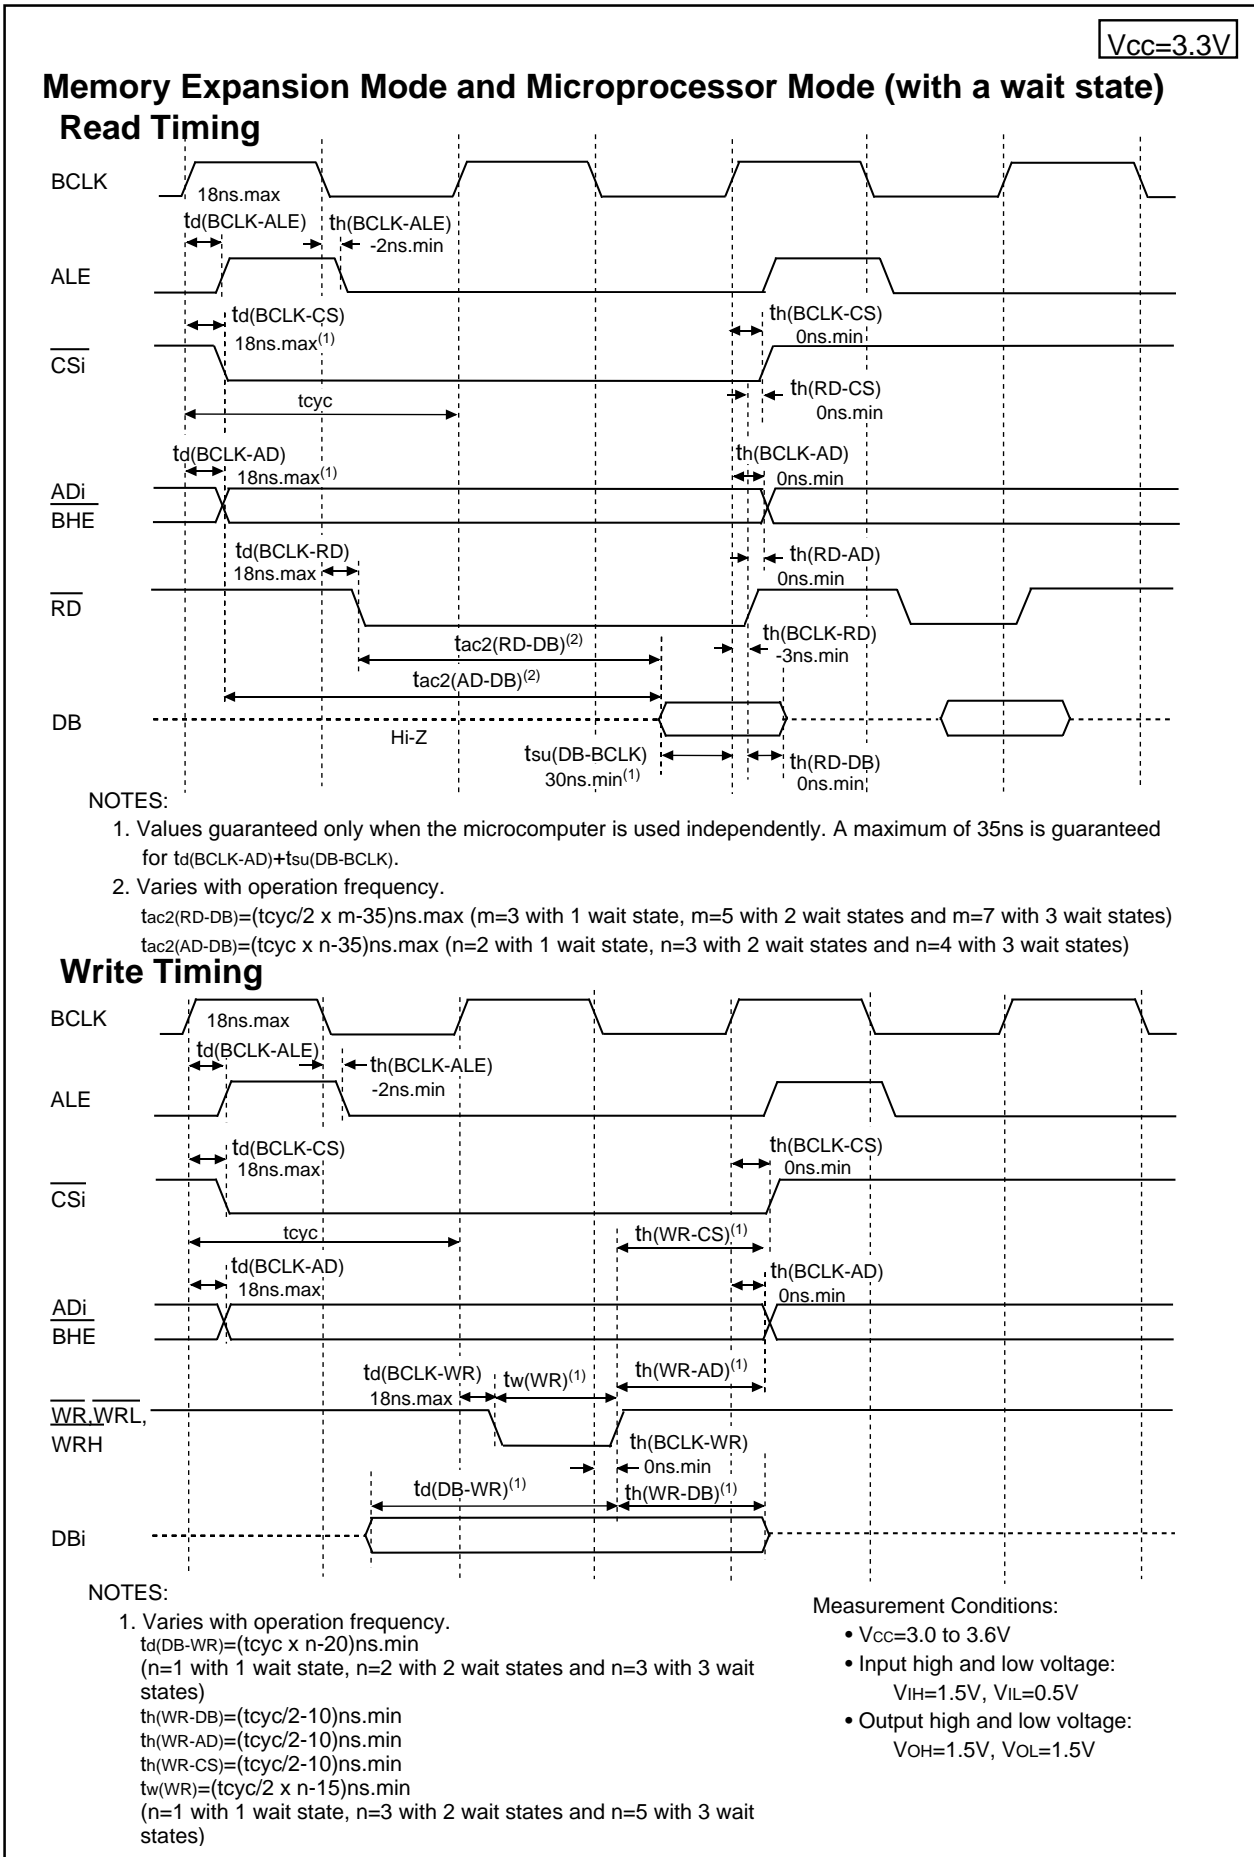 Vcc=3.3V
Memory Expansion Mode and Microprocessor Mode (with a wait state)
Read Timing
BCLK
18ns.max
td(BCLK-ALE)
th(BCLK-ALE)
-2ns.min
ALE
td(BCLK-CS)
18ns.max(1)
th(BCLK-CS)
0ns.min
CSi
th(RD-CS)
0ns.min
tcyc
td(BCLK-AD)
18ns.max(1)
th(BCLK-AD)
0ns.min
ADi
BHE
td(BCLK-RD)
18ns.max
th(RD-AD)
0ns.min
RD
tac2(RD-DB)(2)
th(BCLK-RD)
-3ns.min
tac2(AD-DB)(2)
DB
Hi-Z
tsu(DB-BCLK)
30ns.min(1)
th(RD-DB)
0ns.min
NOTES:
1. Values guaranteed only when the microcomputer is used independently. A maximum of 35ns is guaranteed
for td(BCLK-AD)+tsu(DB-BCLK).
2. Varies with operation frequency.
tac2(RD-DB)=(tcyc/2 x m-35)ns.max (m=3 with 1 wait state, m=5 with 2 wait states and m=7 with 3 wait states)
tac2(AD-DB)=(tcyc x n-35)ns.max (n=2 with 1 wait state, n=3 with 2 wait states and n=4 with 3 wait states)
Write Timing
BCLK
18ns.max
td(BCLK-ALE)
th(BCLK-ALE)
-2ns.min
ALE
td(BCLK-CS)
18ns.max
th(BCLK-CS)
0ns.min
CSi
tcyc
th(WR-CS)(1)
td(BCLK-AD)
18ns.max
th(BCLK-AD)
0ns.min
ADi
BHE
td(BCLK-WR)
18ns.max
tw(WR)(1)
th(WR-AD)(1)
WR,WRL,
WRH
th(BCLK-WR)
0ns.min
td(DB-WR)(1)
th(WR-DB)(1)
DBi
NOTES:
1. Varies with operation frequency.
td(DB-WR)=(tcyc x n-20)ns.min
(n=1 with 1 wait state, n=2 with 2 wait states and n=3 with 3 wait
states)
th(WR-DB)=(tcyc/2-10)ns.min
th(WR-AD)=(tcyc/2-10)ns.min
th(WR-CS)=(tcyc/2-10)ns.min
tw(WR)=(tcyc/2 x n-15)ns.min
(n=1 with 1 wait state, n=3 with 2 wait states and n=5 with 3 wait
states)
Measurement Conditions:
• VCC=3.0 to 3.6V
• Input high and low voltage:
VIH=1.5V, VIL=0.5V
• Output high and low voltage:
VOH=1.5V, VOL=1.5V